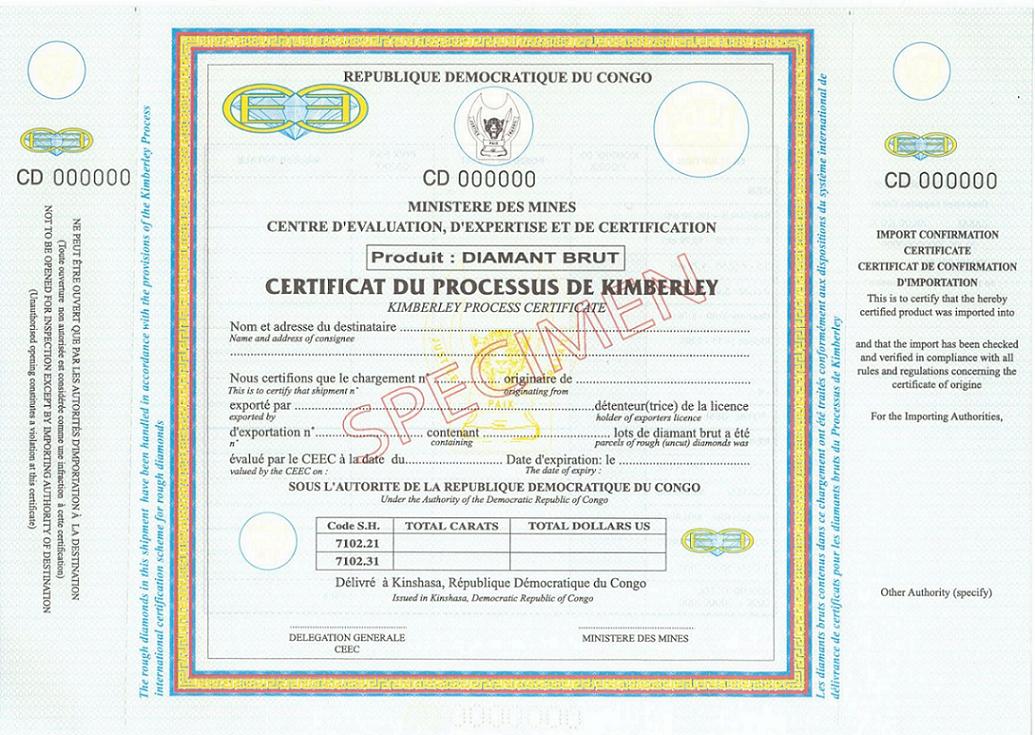 CD 000000
NE PEUT ÊTRE OUVERT QUE PAR LES AUTORITÉS D'IMPORTATION À LA DESTINATION
(Toute ouverture non autorisée est considérée comme une infraction à cette certification)
NOT TO BE OPENED FOR INSPECTION EXCEPT BY IMPORTING AUTHORITY OF DESTINATION
(Unauthorised opening constitutes a violation at this certificate)
The rough diamonds in this shipment have been handled in accordance with the provisions of the Kimberley Process
international certification scheme for rough diamonds
REPUBLIQUE DEMOCRATIQUE DU CONGO
JUSTICE PAIX TRAVAIL
CD 000000
MINISTERE DES MINES
CENTRE D'EVALUATION, D'EXPERTISE ET DE CERTIFICATION
Produit : DIAMANT BRUT
CERTIFICAT DU PROCESSUS DE KIMBERLEY
KIMBERLEY PROCESS CERTIFICATE
SPECIMEN
Nom et adresse du destinataire
Name and address of consignee
Nous certifions que le chargement n° originaire de
This is to certify that shipment n° originating from
exporté par détenteur(trice) de la licence
exported by holder of exporters licence
d'exportation n° contenant lots de diamant brut a été
n° containing parcels of rough (uncut) diamonds was
évalué par le CEEC à la date du Date d'expiration: le
valued by the CEEC on : The date of expiry :
JUSTICE
PAIX
SOUS L'AUTORITE DE LA REPUBLIQUE DEMOCRATIQUE DU CONGO
Under the Authority of the Democratic Republic of Congo
Code S.H. TOTAL CARATS TOTAL DOLLARS US
7102.21
7102.31
Délivré à Kinshasa, République Démocratique du Congo
Issued in Kinshasa, Democratic Republic of Congo
DELEGATION GENERALE MINISTERE DES MINES
CEEC
Les diamants bruts contenus dans ce chargement ont été traités conformément aux dispositions du système international de
délivrance de certificats pour les diamants bruts du Processus de Kimberley
CD 000000
IMPORT CONFIRMATION
CERTIFICATE
CERTIFICAT DE CONFIRMATION
D'IMPORTATION
This is to certify that the hereby
certified product was imported into
and that the import has been checked
and verified in compliance with all
rules and regulations concerning the
certificate of origine
For the Importing Authorities,
Other Authority (specify)